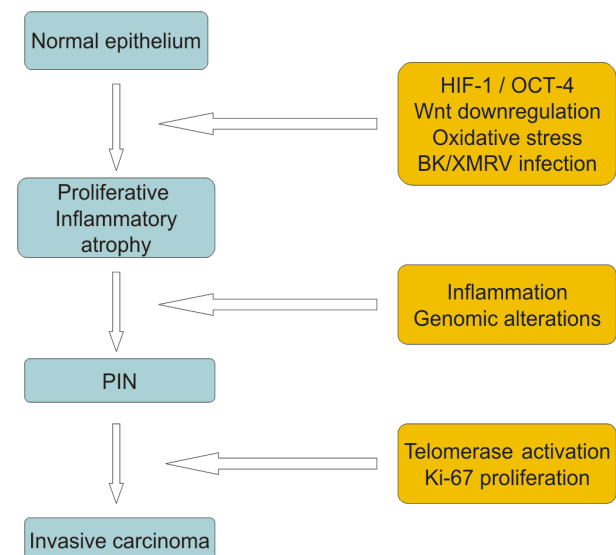 Normal epithelium
HIF-1 / OCT-4
Wnt downregulation
Oxidative stress
BK/XMRV infection
Proliferative
Inflammatory
atrophy
Inflammation
Genomic alterations
PIN
Telomerase activation
Ki-67 proliferation
Invasive carcinoma